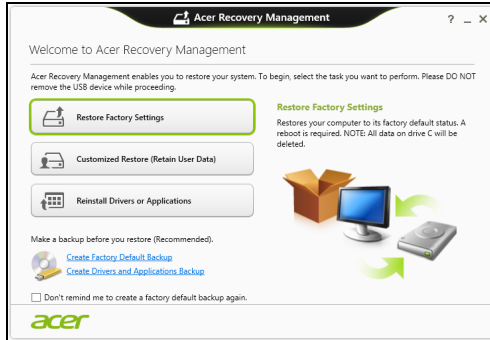 Acer Recovery Management
? _ X
Welcome to Acer Recovery Management
Acer Recovery Management enables you to restore your system. To begin, select the task you want to perform. Please DO NOT
remove the USB device while proceeding.
Restore Factory Settings
Customized Restore (Retain User Data)
Reinstall Drivers or Applications
Restore Factory Settings
Restores your computer to its factory default status. A
reboot is required. NOTE: All data on drive C will be
deleted.
Make a backup before you restore (Recommended).
Create Factory Default Backup
Create Drivers and Applications Backup
Don't remind me to create a factory default backup again.
acer